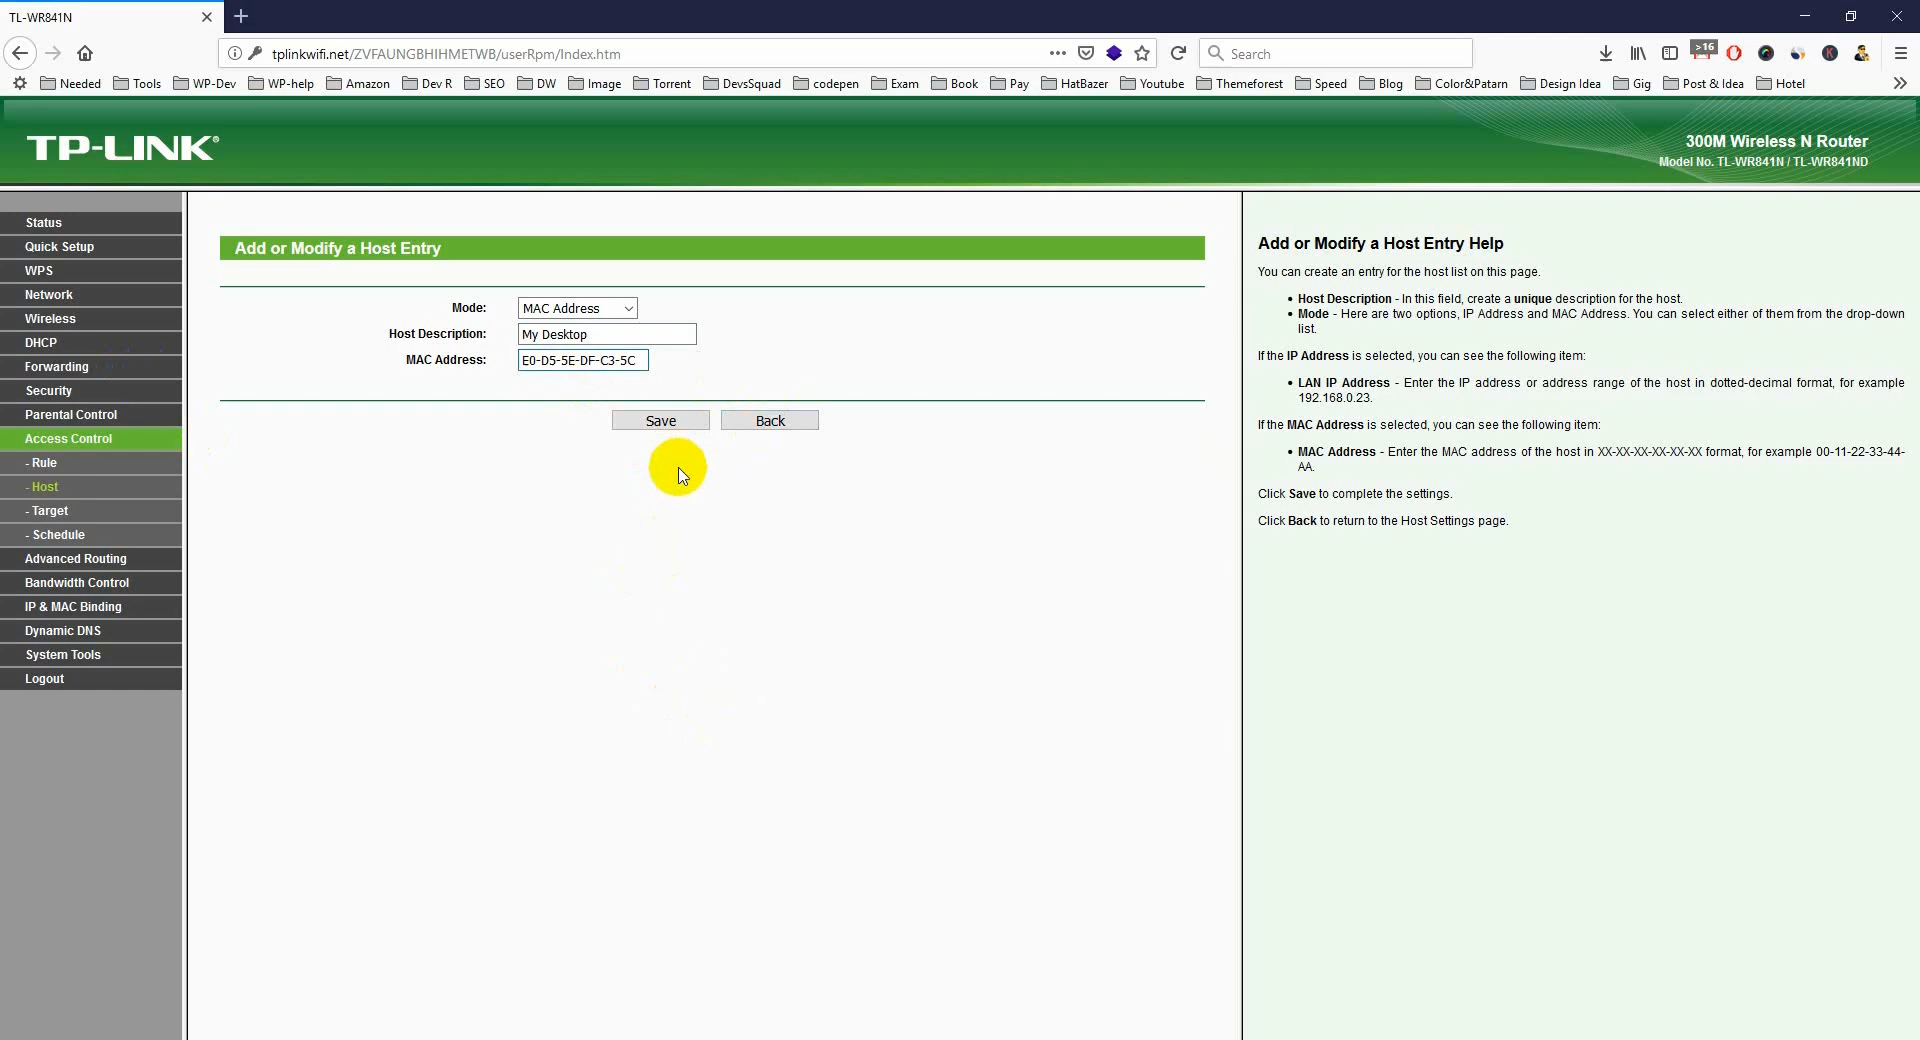 TL-WR841N
tplinkwifi.net/ZVFAUNGBHIHMETWB/userRpm/Index.htm
Search
>16
Needed Tools WP-Dev WP-help Amazon Dev R SEO DW Image Torrent DevsSquad codepen Exam Book Pay HatBazer Youtube Themeforest Speed Blog Color&Patarn Design Idea Gig Post & Idea Hotel
TP-LINK®
300M Wireless N Router
Model No. TL-WR841N / TL-WR841ND
Status
Quick Setup
WPS
Network
Wireless
DHCP
Forwarding
Security
Parental Control
Access Control
- Rule
- Host
- Target
- Schedule
Advanced Routing
Bandwidth Control
IP & MAC Binding
Dynamic DNS
System Tools
Logout
Add or Modify a Host Entry
Mode: MAC Address
Host Description: My Desktop
MAC Address: E0-D5-5E-DF-C3-5C
Save Back
Add or Modify a Host Entry Help
You can create an entry for the host list on this page.
• Host Description - In this field, create a unique description for the host.
• Mode - Here are two options, IP Address and MAC Address. You can select either of them from the drop-down
list.
If the IP Address is selected, you can see the following item:
• LAN IP Address - Enter the IP address or address range of the host in dotted-decimal format, for example
192.168.0.23.
If the MAC Address is selected, you can see the following item:
• MAC Address - Enter the MAC address of the host in XX-XX-XX-XX-XX-XX format, for example 00-11-22-33-44-
AA.
Click Save to complete the settings.
Click Back to return to the Host Settings page.